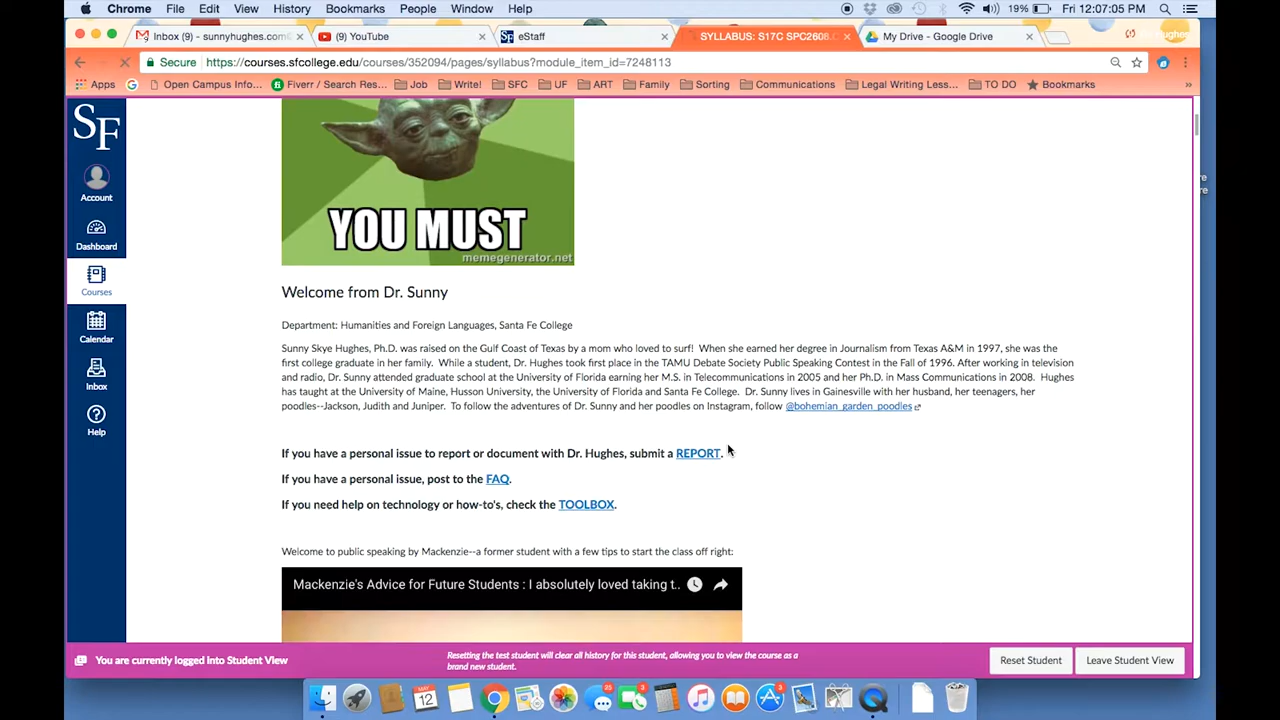 Chrome File Edit View History Bookmarks People Window Help 19% Fri 12:07:05 PM
Inbox (9) - sunnyhughes.com@ (9) YouTube eStaff SYLLABUS: S17C SPC2608. My Drive - Google Drive Hughes
Secure https://courses.sfcollege.edu/courses/352094/pages/syllabus?module_item_id=7248113
Apps Open Campus Info... Fiverr / Search Res... Job Write! SFC UF ART Family Sorting Communications Legal Writing Less... TO DO Bookmarks »
SF
Account
Dashboard
Courses
Calendar
Inbox
Help
YOU MUST
memegenerator.net
Welcome from Dr. Sunny
Department: Humanities and Foreign Languages, Santa Fe College
Sunny Skye Hughes, Ph.D. was raised on the Gulf Coast of Texas by a mom who loved to surf! When she earned her degree in Journalism from Texas A&M in 1997, she was the
first college graduate in her family. While a student, Dr. Hughes took first place in the TAMU Debate Society Public Speaking Contest in the Fall of 1996. After working in television
and radio, Dr. Sunny attended graduate school at the University of Florida earning her M.S. in Telecommunications in 2005 and her Ph.D. in Mass Communications in 2008. Hughes
has taught at the University of Maine, Husson University, the University of Florida and Santa Fe College. Dr. Sunny lives in Gainesville with her husband, her teenagers, her
poodles--Jackson, Judith and Juniper. To follow the adventures of Dr. Sunny and her poodles on Instagram, follow @bohemian_garden_poodles
If you have a personal issue to report or document with Dr. Hughes, submit a REPORT.
If you have a personal issue, post to the FAQ.
If you need help on technology or how-to's, check the TOOLBOX.
Welcome to public speaking by Mackenzie--a former student with a few tips to start the class off right:
Mackenzie's Advice for Future Students : I absolutely loved taking t..
You are currently logged into Student View
Resetting the test student will clear all history for this student, allowing you to view the course as a
brand new student.
Reset Student
Leave Student View
MAY
12
25
3
3